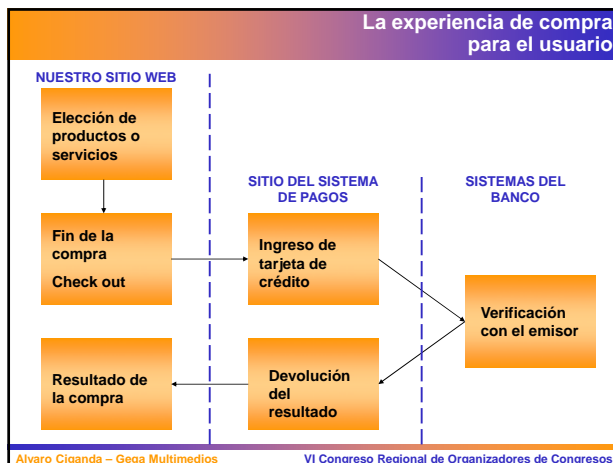 La experiencia de compra
para el usuario
NUESTRO SITIO WEB
Elección de
productos o
servicios
SITIO DEL SISTEMA
DE PAGOS
SISTEMAS DEL
BANCO
Fin de la
compra
Check out
Ingreso de
tarjeta de
crédito
Verificación
con el emisor
Resultado de
la compra
Devolución
del
resultado
Alvaro Ciganda – Gega Multimedios
VI Congreso Regional de Organizadores de Congresos